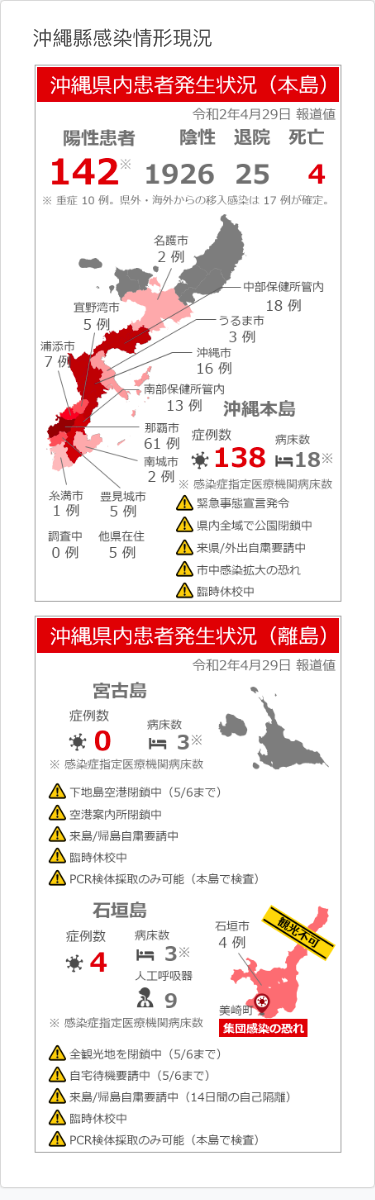 沖繩縣感染情形現況
沖縄県内患者発生状況（本島）
令和2年4月29日 報道値
陽性患者 陰性 退院 死亡
142※ 1926 25 4
※ 重症 10 例。県外・海外からの移入感染は 17 例が確定。
名護市
2 例
中部保健所管内
18 例
宜野湾市
5 例
うるま市
3 例
浦添市
7 例
沖縄市
16 例
南部保健所管内
13 例
那覇市
61 例
南城市
2 例
糸満市
1 例
豊見城市
5 例
調査中
0 例
他県在住
5 例
沖縄本島
症例数 病床数
138 18※
※ 感染症指定医療機関病床数
緊急事態宣言発令
県内全域で公園閉鎖中
来県/外出自粛要請中
市中感染拡大の恐れ
臨時休校中
沖縄県内患者発生状況（離島）
令和2年4月29日 報道値
宮古島
症例数 病床数
0 3※
※ 感染症指定医療機関病床数
下地島空港閉鎖中（5/6まで）
空港案内所閉鎖中
来島/帰島自粛要請中
臨時休校中
PCR検体採取のみ可能（本島で検査）
石垣島
症例数 病床数
4 3※
人工呼吸器
9
※ 感染症指定医療機関病床数
石垣市
4 例
観光不可
美崎町
集団感染の恐れ
全観光地を閉鎖中（5/6まで）
自宅待機要請中（5/6まで）
来島/帰島自粛要請中（14日間の自己隔離）
臨時休校中
PCR検体採取のみ可能（本島で検査）